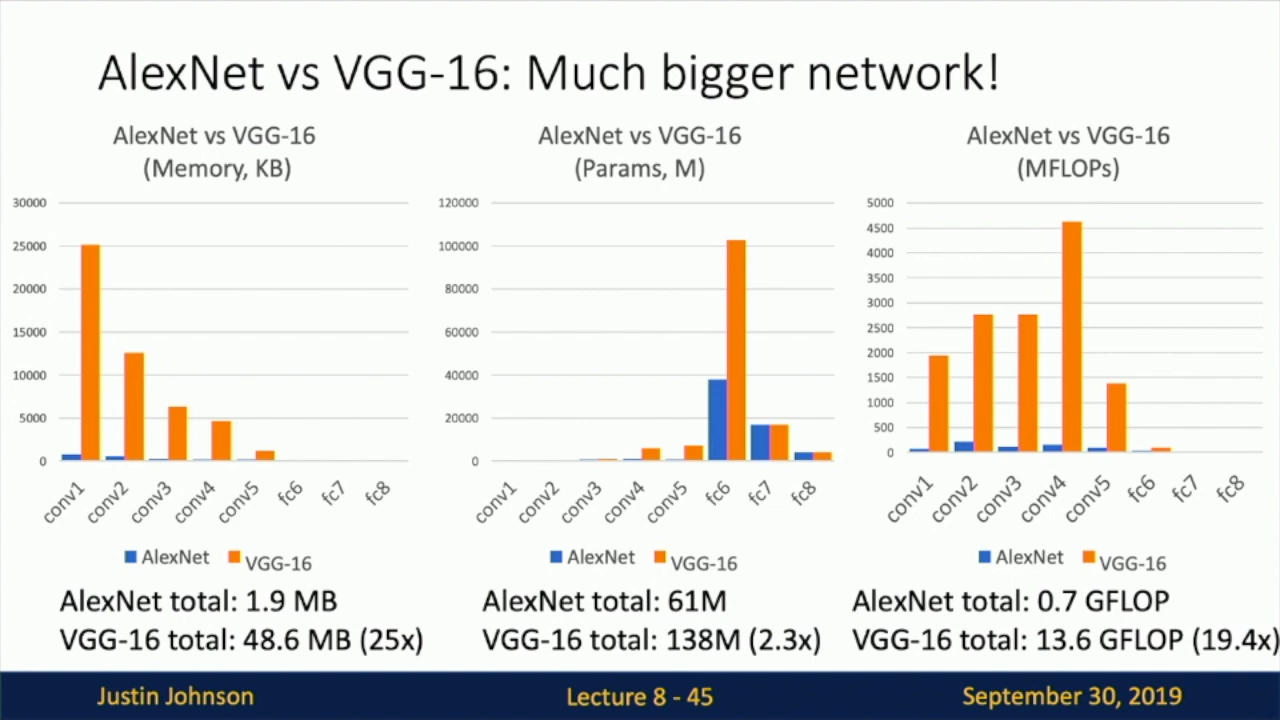 AlexNet vs VGG-16: Much bigger network!
AlexNet vs VGG-16
(Memory, KB)
30000
25000
20000
15000
10000
5000
0
conv1
conv2
conv3
conv4
conv5
fc6
fc7
fc8
AlexNet
VGG-16
AlexNet total: 1.9 MB
VGG-16 total: 48.6 MB (25x)
AlexNet vs VGG-16
(Params, M)
120000
100000
80000
60000
40000
20000
0
conv1
conv2
conv3
conv4
conv5
fc6
fc7
fc8
AlexNet
VGG-16
AlexNet total: 61M
VGG-16 total: 138M (2.3x)
AlexNet vs VGG-16
(MFLOPs)
5000
4500
4000
3500
3000
2500
2000
1500
1000
500
0
conv1
conv2
conv3
conv4
conv5
fc6
fc7
fc8
AlexNet
VGG-16
AlexNet total: 0.7 GFLOP
VGG-16 total: 13.6 GFLOP (19.4x)
Justin Johnson
Lecture 8 - 45
September 30, 2019